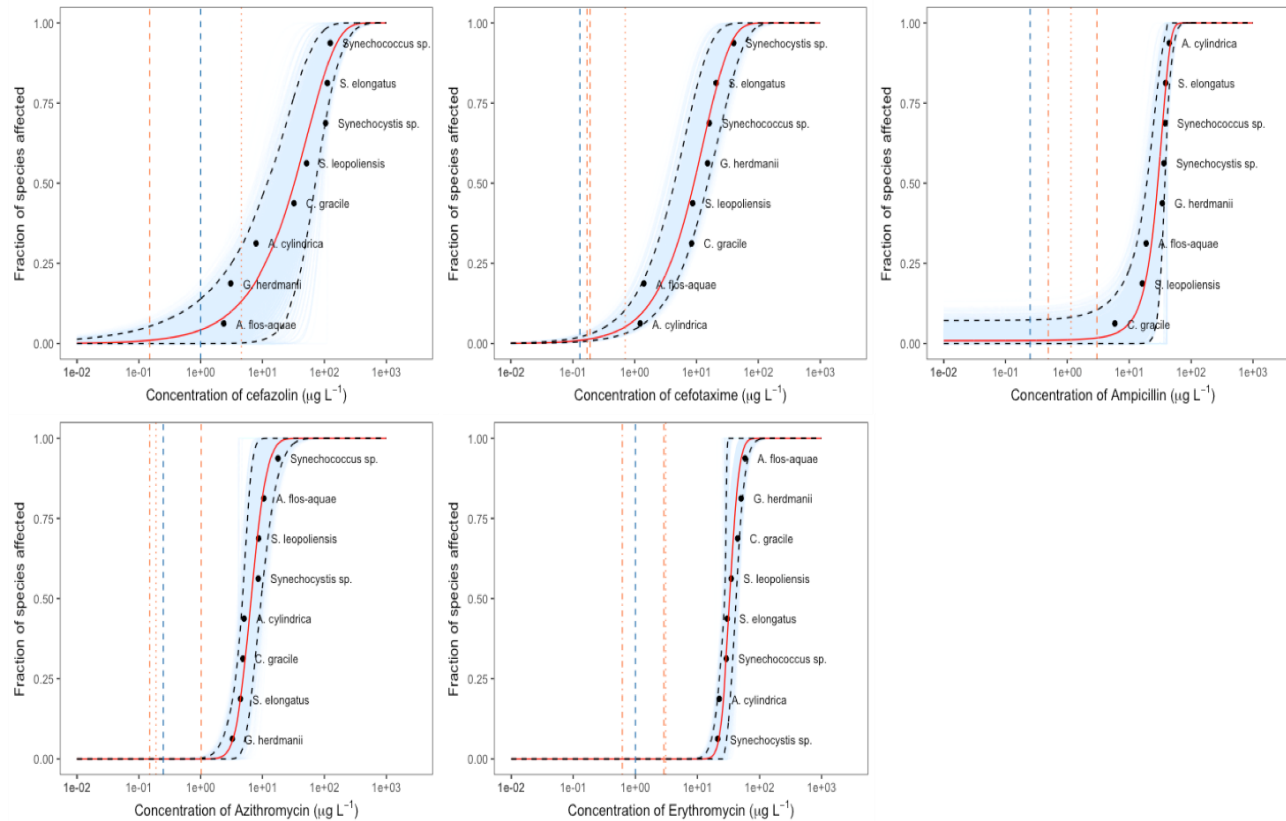 Fraction of species affected
1.00
0.75
0.50
0.25
0.00
Synechococcus sp.
S. elongatus
Synechocystis sp.
S. leopoliensis
C. gracile
A. cylindrica
G. herdmanii
A. flos-aquae
1e-02 1e-01 1e+00 1e+01 1e+02 1e+03
Concentration of cefazolin (μg L⁻¹)
Fraction of species affected
1.00
0.75
0.50
0.25
0.00
Synechocystis sp.
S. elongatus
Synechococcus sp.
G. herdmanii
S. leopoliensis
C. gracile
A. flos-aquae
A. cylindrica
1e-02 1e-01 1e+00 1e+01 1e+02 1e+03
Concentration of cefotaxime (μg L⁻¹)
Fraction of species affected
1.00
0.75
0.50
0.25
0.00
A. cylindrica
S. elongatus
Synechococcus sp.
Synechocystis sp.
G. herdmanii
A. flos-aquae
S. leopoliensis
C. gracile
1e-02 1e-01 1e+00 1e+01 1e+02 1e+03
Concentration of Ampicillin (μg L⁻¹)
Fraction of species affected
1.00
0.75
0.50
0.25
0.00
Synechococcus sp.
A. flos-aquae
S. leopoliensis
Synechocystis sp.
A. cylindrica
C. gracile
S. elongatus
G. herdmanii
1e-02 1e-01 1e+00 1e+01 1e+02 1e+03
Concentration of Azithromycin (μg L⁻¹)
Fraction of species affected
1.00
0.75
0.50
0.25
0.00
A. flos-aquae
G. herdmanii
C. gracile
S. leopoliensis
S. elongatus
Synechococcus sp.
A. cylindrica
Synechocystis sp.
1e-02 1e-01 1e+00 1e+01 1e+02 1e+03
Concentration of Erythromycin (μg L⁻¹)